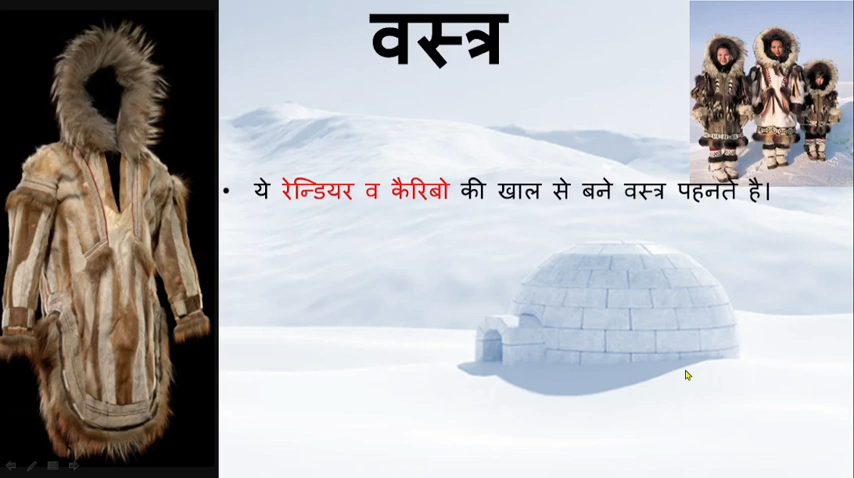 वस्त्र
• ये रेन्डियर व कैरिबो की खाल से बने वस्त्र पहनते है।